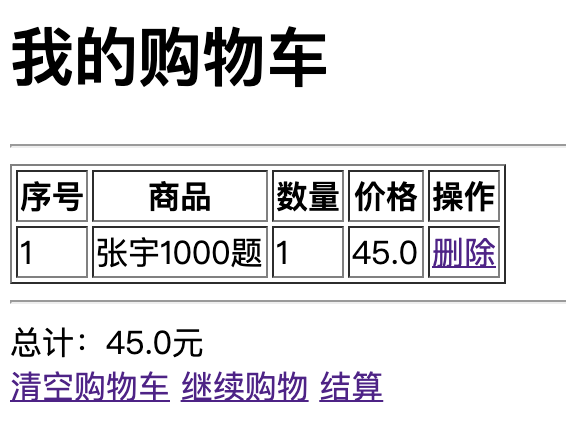 我的购物车
序号 商品 数量 价格 操作
1 张宇1000题 1 45.0 删除
总计：45.0元
清空购物车 继续购物 结算